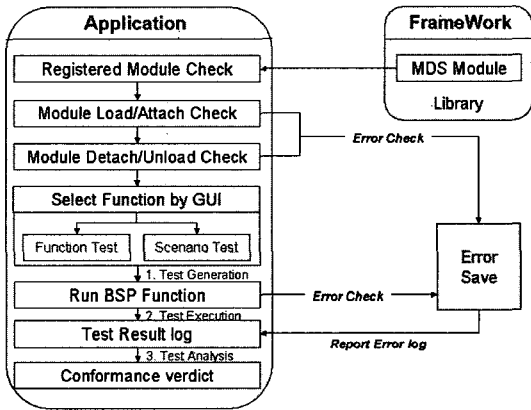 Application
FrameWork
Registered Module Check
MDS Module
Library
Module Load/Attach Check
Error Check
Module Detach/Unload Check
Select Function by GUI
Function Test
Scenario Test
1. Test Generation
Error
Save
Run BSP Function
Error Check
2. Test Execution
Test Result log
Report Error log
3. Test Analysis
Conformance verdict